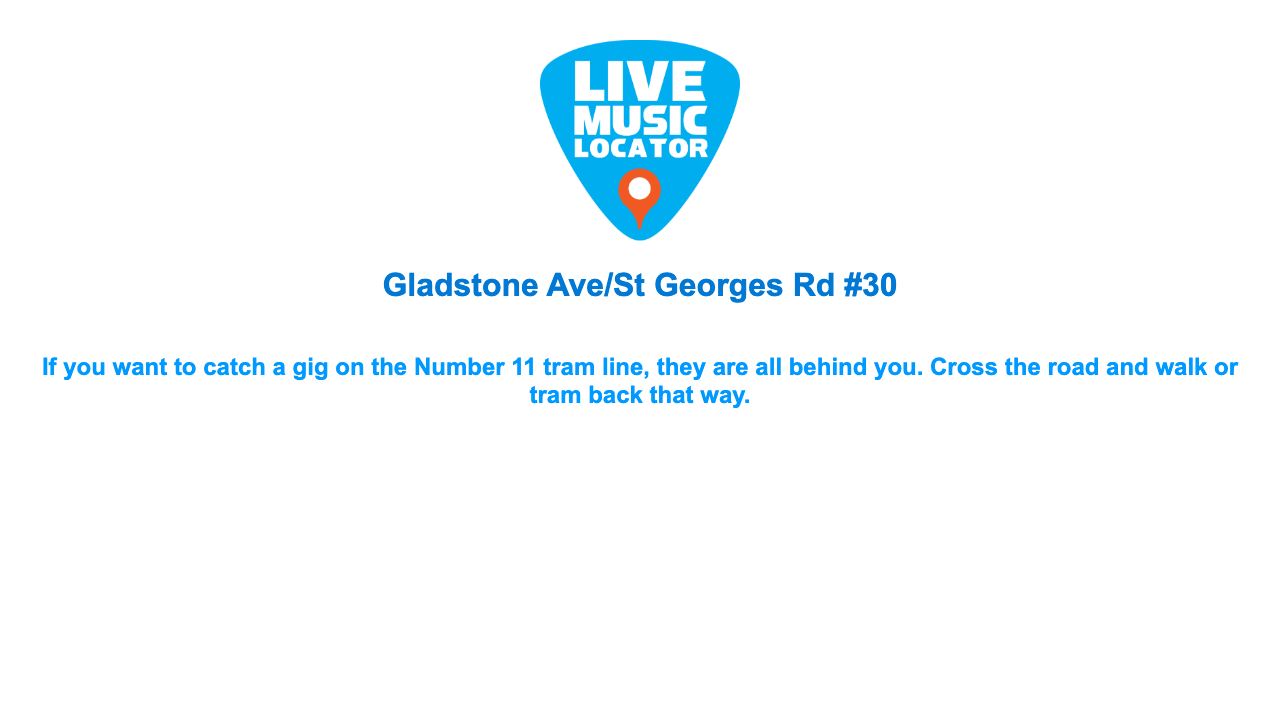 LIVE
MUSIC
LOCATOR
Gladstone Ave/St Georges Rd #30
If you want to catch a gig on the Number 11 tram line, they are all behind you. Cross the road and walk or
tram back that way.